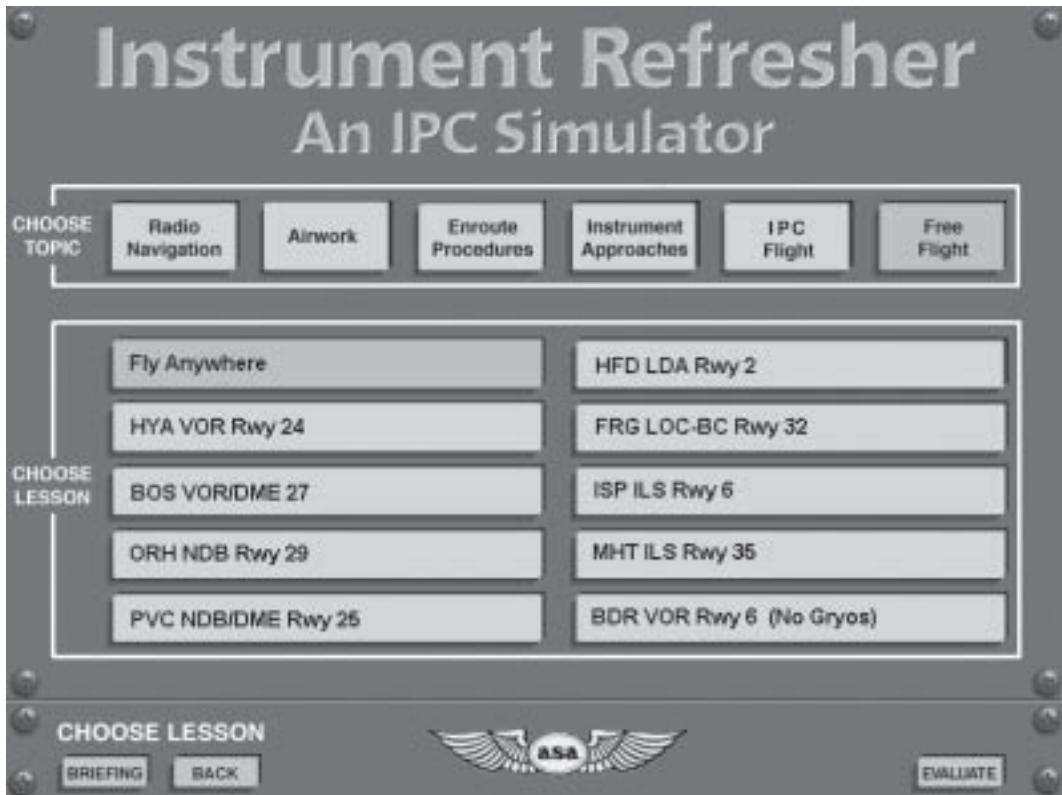 Instrument Refresher
An IPC Simulator
CHOOSE
TOPIC
Radio
Navigation
Airwork
Enroute
Procedures
Instrument
Approaches
IPC
Flight
Free
Flight
CHOOSE
LESSON
Fly Anywhere
HYA VOR Rwy 24
BOS VOR/DME 27
ORH NDB Rwy 29
PVC NDB/DME Rwy 25
HFD LDA Rwy 2
FRG LOC-BC Rwy 32
ISP ILS Rwy 6
MHT ILS Rwy 35
BDR VOR Rwy 6 (No Gryos)
CHOOSE LESSON
BRIEFING
BACK
asa
EVALUATE